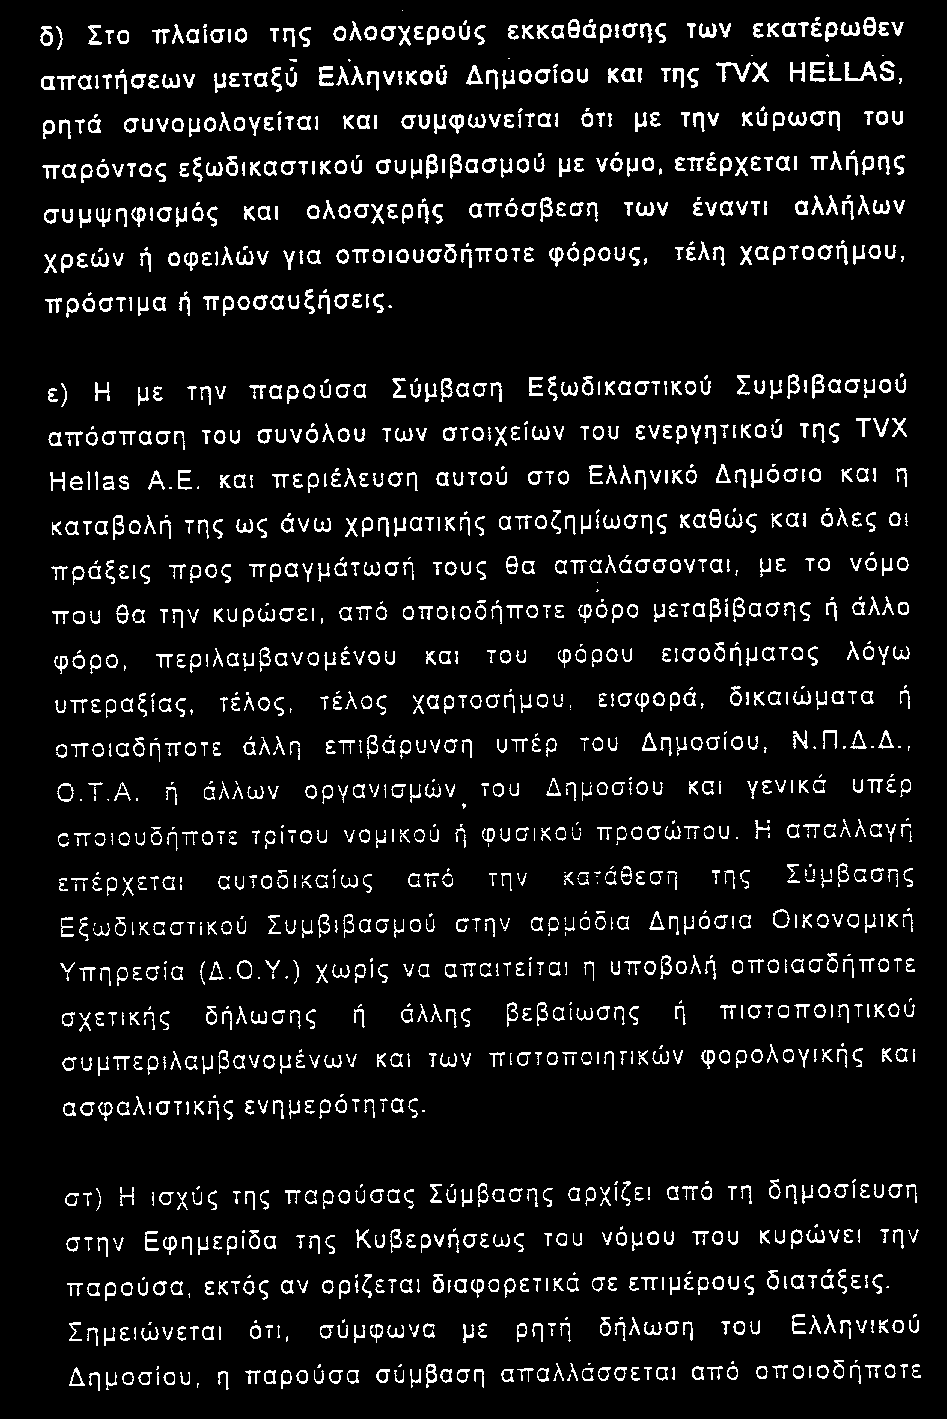 δ) Στο πλαίσιο της ολοσχερούς εκκαθάρισης των εκατέρωθεν
απαιτήσεων μεταξύ Ελληνικού Δημοσίου και της TVX HELLAS,
ρητά συνομολογείται και συμφωνείται ότι με την κύρωση του
παρόντος εξωδικαστικού συμβιβασμού με νόμο, επέρχεται πλήρης
συμψηφισμός και ολοσχερής απόσβεση των έναντι αλλήλων
χρεών ή οφειλών για οποιουσδήποτε φόρους, τέλη χαρτοσήμου,
πρόστιμα ή προσαυξήσεις.
ε) Η με την παρούσα Σύμβαση Εξωδικαστικού Συμβιβασμού
απόσπαση του συνόλου των στοιχείων του ενεργητικού της TVX
Hellas Α.Ε. και περιέλευση αυτού στο Ελληνικό Δημόσιο και η
καταβολή της ως άνω χρηματικής αποζημίωσης καθώς και όλες οι
πράξεις προς πραγμάτωσή τους θα απαλάσσονται, με το νόμο
που θα την κυρώσει, από οποιοδήποτε φόρο μεταβίβασης ή άλλο
φόρο, περιλαμβανομένου και του φόρου εισοδήματος λόγω
υπεραξίας, τέλος, τέλος χαρτοσήμου, εισφορά, δικαιώματα ή
οποιαδήποτε άλλη επιβάρυνση υπέρ του Δημοσίου, Ν.Π.Δ.Δ.,
Ο.Τ.Α. ή άλλων οργανισμών του Δημοσίου και γενικά υπέρ
οποιουδήποτε τρίτου νομικού ή φυσικού προσώπου. Η απαλλαγή
επέρχεται αυτοδικαίως από την κατάθεση της Σύμβασης
Εξωδικαστικού Συμβιβασμού στην αρμόδια Δημόσια Οικονομική
Υπηρεσία (Δ.Ο.Υ.) χωρίς να απαιτείται η υποβολή οποιασδήποτε
σχετικής δήλωσης ή άλλης βεβαίωσης ή πιστοποιητικού
συμπεριλαμβανομένων και των πιστοποιητικών φορολογικής και
ασφαλιστικής ενημερότητας.
στ) Η ισχύς της παρούσας Σύμβασης αρχίζει από τη δημοσίευση
στην Εφημερίδα της Κυβερνήσεως του νόμου που κυρώνει την
παρούσα, εκτός αν ορίζεται διαφορετικά σε επιμέρους διατάξεις.
Σημειώνεται ότι, σύμφωνα με ρητή δήλωση του Ελληνικού
Δημοσίου, η παρούσα σύμβαση απαλλάσσεται από οποιοδήποτε